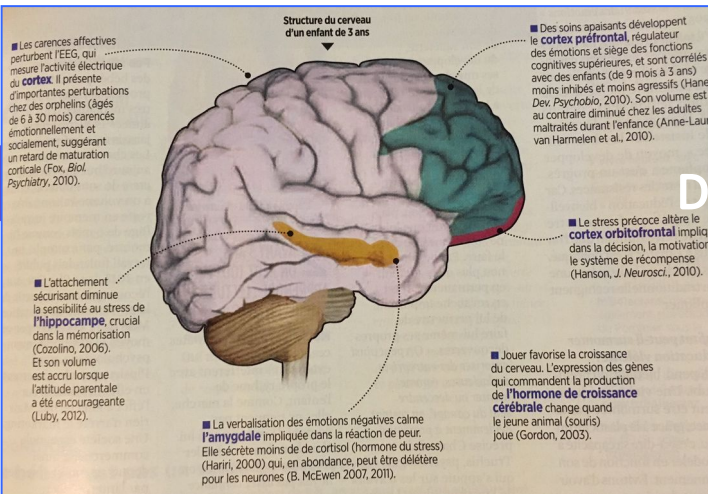 Structure du cerveau
d'un enfant de 3 ans
■ Les carences affectives
perturbent l'EEG, qui
mesure l'activité électrique
du cortex. Il présente
d'importantes perturbations
chez des orphelins (âgés
de 6 à 30 mois) carencés
émotionnellement et
socialement, suggérant
un retard de maturation
corticale (Fox, Biol.
Psychiatry, 2010).
■ Des soins apaisants développent
le cortex préfrontal, régulateur
des émotions et siège des fonctions
cognitives supérieures, et sont corrélés
avec des enfants (de 9 mois à 3 ans)
moins inhibés et moins agressifs (Hane
Dev. Psychobio, 2010). Son volume est
au contraire diminué chez les adultes
maltraités durant l'enfance (Anne-Laur
van Harmelen et al., 2010).
D
■ Le stress précoce altère le
cortex orbitofrontal impliq
dans la décision, la motivation
le système de récompense
(Hanson, J. Neurosci., 2010).
■ L'attachement
sécurisant diminue
la sensibilité au stress de
l'hippocampe, crucial
dans la mémorisation
(Cozolino, 2006).
Et son volume
est accru lorsque
l'attitude parentale
a été encourageante
(Luby, 2012).
■ La verbalisation des émotions négatives calme
l'amygdale impliquée dans la réaction de peur.
Elle sécrète moins de de cortisol (hormone du stress)
(Hariri, 2000) qui, en abondance, peut être délétère
pour les neurones (B. McEwen 2007, 2011).
■ Jouer favorise la croissance
du cerveau. L'expression des gènes
qui commandent la production
de l'hormone de croissance
cérébrale change quand
le jeune animal (souris)
joue (Gordon, 2003).